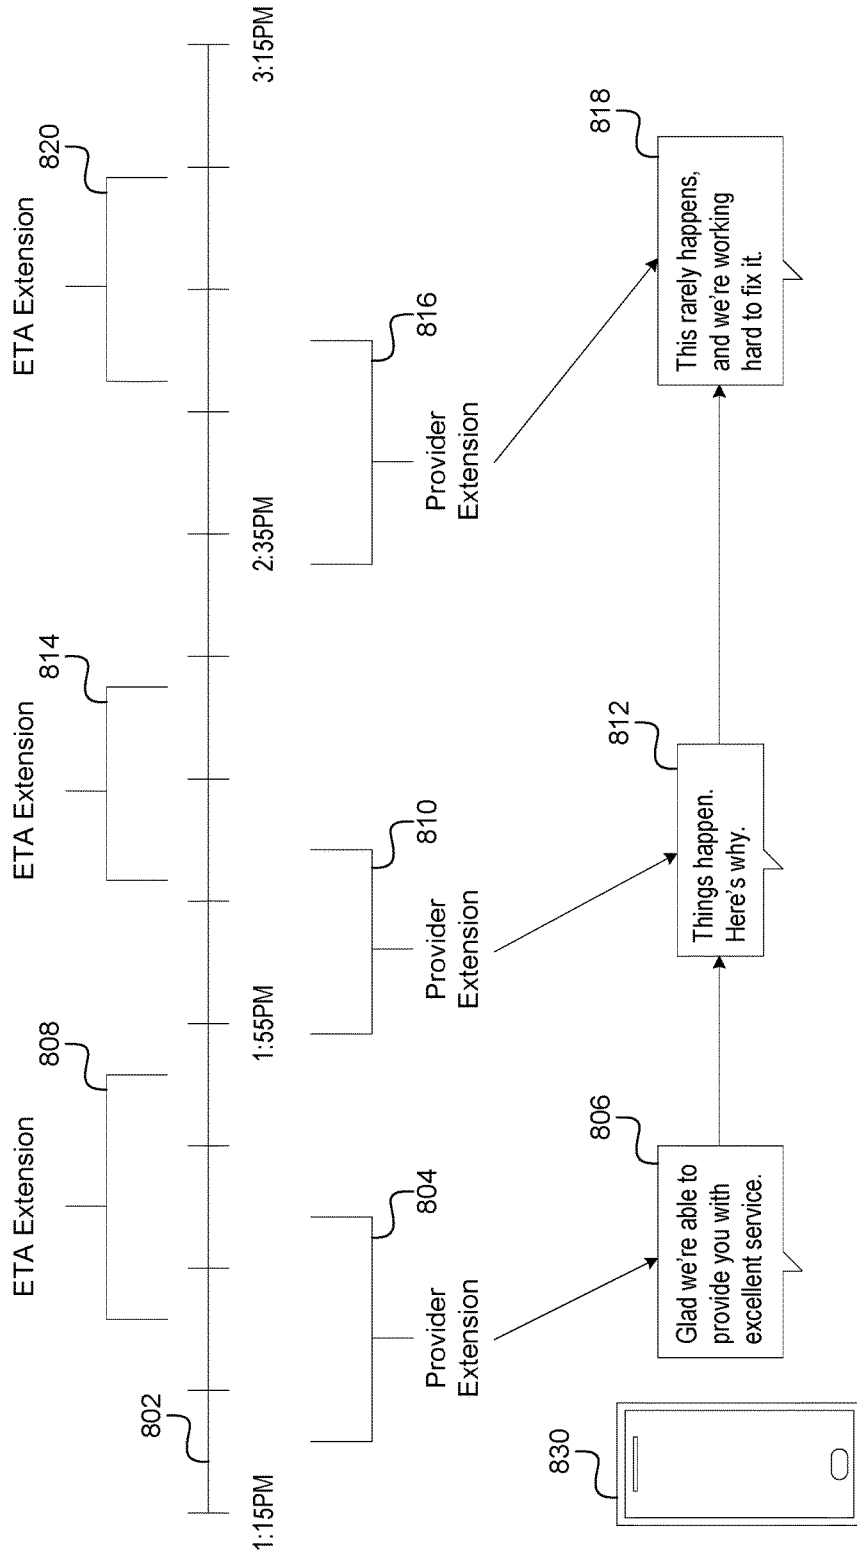 ETA Extension
808
ETA Extension
814
ETA Extension
820
802
1:15PM
1:55PM
2:35PM
3:15PM
804
Provider
Extension
810
Provider
Extension
816
Provider
Extension
830
806
Glad we're able to
provide you with
excellent service.
812
Things happen.
Here's why.
818
This rarely happens,
and we're working
hard to fix it.